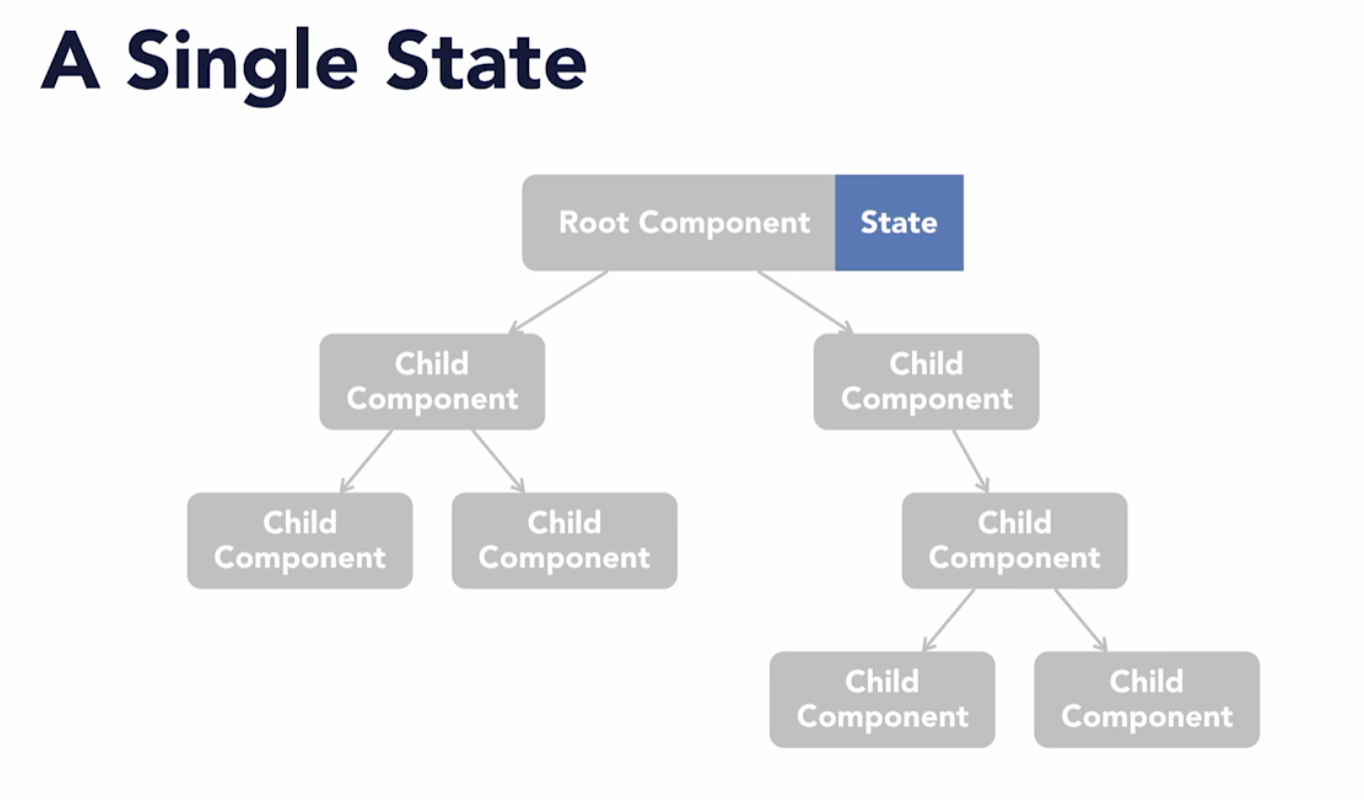 A Single State
Root Component
State
Child
Component
Child
Component
Child
Component
Child
Component
Child
Component
Child
Component
Child
Component